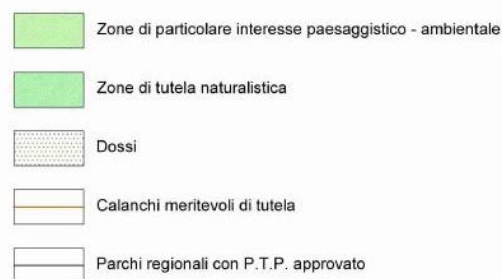 Zone di particolare interesse paesaggistico - ambientale
Zone di tutela naturalistica
Dossi
Calanchi meritevoli di tutela
Parchi regionali con P.T.P. approvato